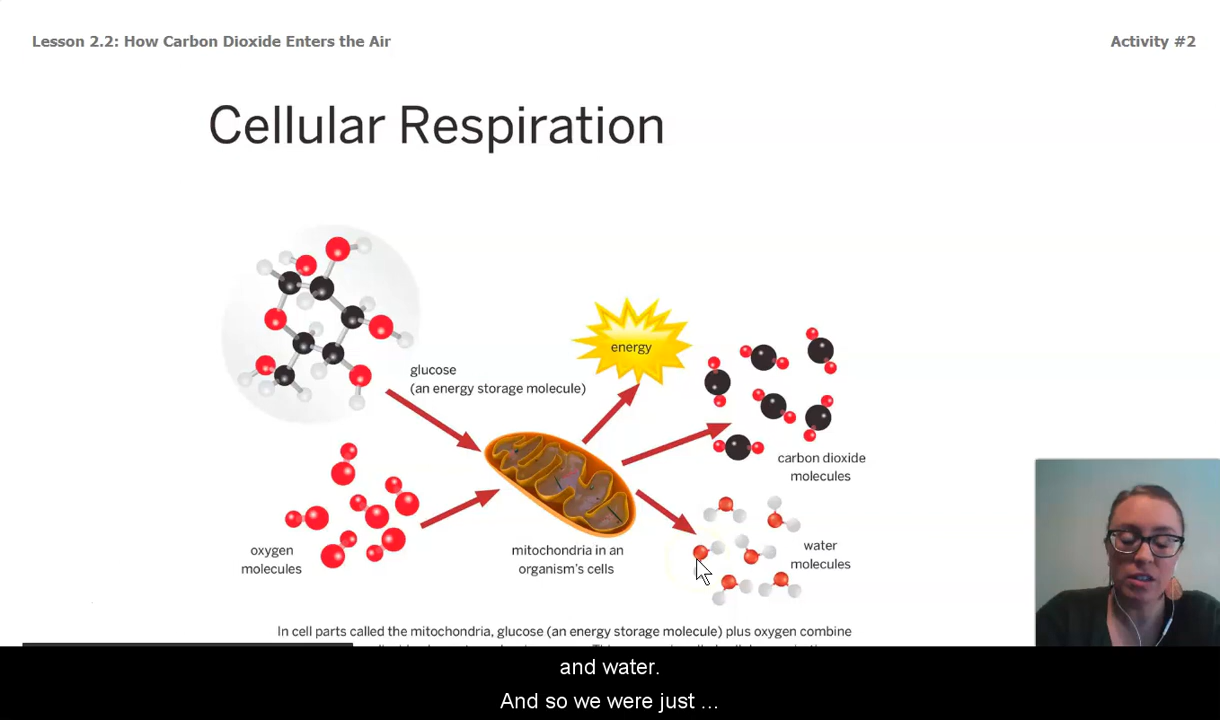 Lesson 2.2: How Carbon Dioxide Enters the Air
Activity #2
Cellular Respiration
energy
glucose
(an energy storage molecule)
carbon dioxide
molecules
oxygen
molecules
mitochondria in an
organism's cells
water
molecules
In cell parts called the mitochondria, glucose (an energy storage molecule) plus oxygen combine
and water.
And so we were just ...